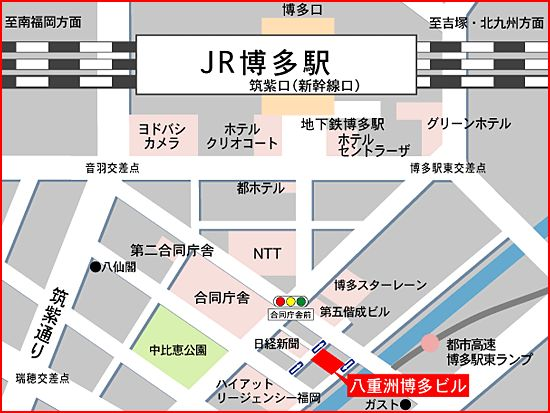 至南福岡方面
博多口
至吉塚・北九州方面
JR博多駅
筑紫口(新幹線口)
ヨドバシ
カメラ
ホテル
クリオコート
地下鉄博多駅
ホテル
セントラーザ
グリーンホテル
音羽交差点
都ホテル
博多駅東交差点
第二合同庁舎
NTT
八仙閣
合同庁舎
博多スターレーン
第五偕成ビル
合同庁舎前
筑紫通り
中比恵公園
日経新聞
都市高速
博多駅東ランプ
瑞穂交差点
ハイアット
リージェンシー福岡
八重洲博多ビル
ガスト